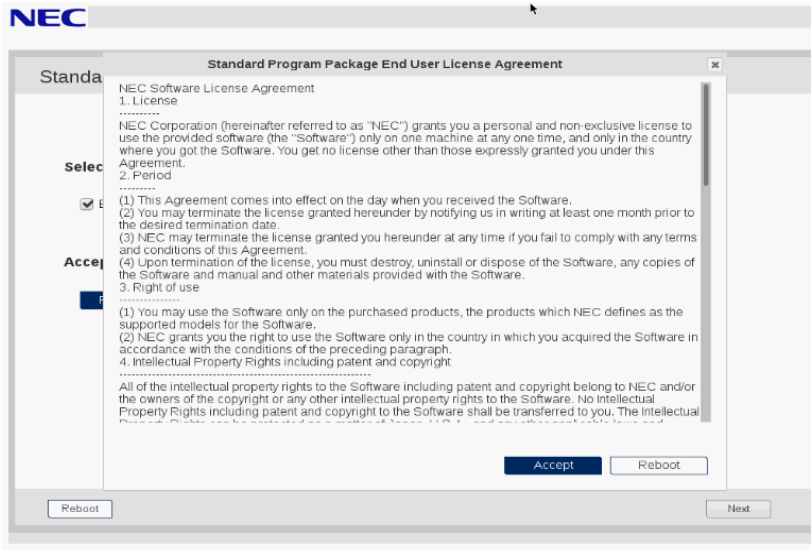 NEC
Standard Program Package End User License Agreement
Standa
NEC Software License Agreement
1. License
----------
NEC Corporation (hereinafter referred to as "NEC") grants you a personal and non-exclusive license to
use the provided software (the "Software") only on one machine at any one time, and only in the country
where you got the Software. You get no license other than those expressly granted you under this
Agreement.
2. Period
---------
(1) This Agreement comes into effect on the day when you received the Software.
(2) You may terminate the license granted hereunder by notifying us in writing at least one month prior to
the desired termination date.
(3) NEC may terminate the license granted you hereunder at any time if you fail to comply with any terms
and conditions of this Agreement.
(4) Upon termination of the license, you must destroy, uninstall or dispose of the Software, any copies of
the Software and manual and other materials provided with the Software.
3. Right of use
---------------
(1) You may use the Software only on the purchased products, the products which NEC defines as the
supported models for the Software.
(2) NEC grants you the right to use the Software only in the country in which you acquired the Software in
accordance with the conditions of the preceding paragraph.
4. Intellectual Property Rights including patent and copyright
--------------------------------------------------------------
All of the intellectual property rights to the Software including patent and copyright belong to NEC and/or
the owners of the copyright or any other intellectual property rights to the Software. No Intellectual
Property Rights including patent and copyright to the Software shall be transferred to you. The Intellectual
Selec
Accep
Accept
Reboot
Reboot
Next